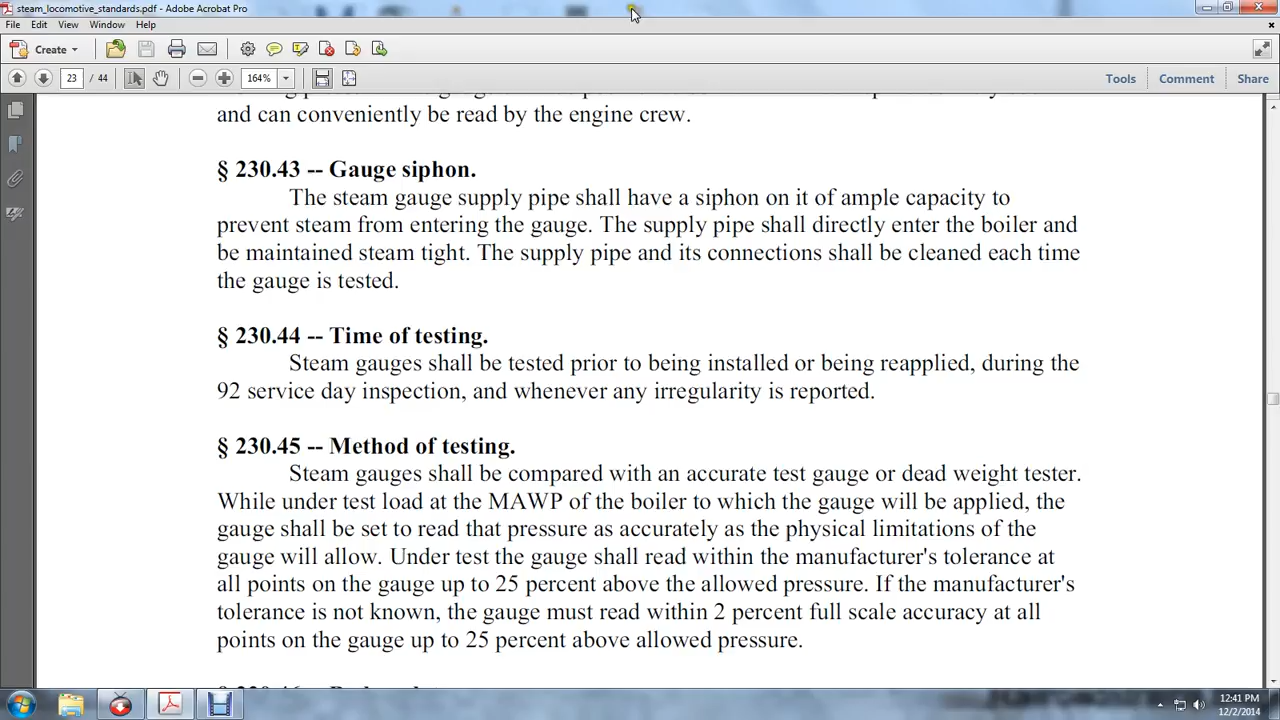 steam_locomotive_standards.pdf - Adobe Acrobat Pro
File Edit View Window Help
Create
23 / 44
164%
Tools Comment Share
and can conveniently be read by the engine crew.
§ 230.43 -- Gauge siphon.
The steam gauge supply pipe shall have a siphon on it of ample capacity to
prevent steam from entering the gauge. The supply pipe shall directly enter the boiler and
be maintained steam tight. The supply pipe and its connections shall be cleaned each time
the gauge is tested.
§ 230.44 -- Time of testing.
Steam gauges shall be tested prior to being installed or being reapplied, during the
92 service day inspection, and whenever any irregularity is reported.
§ 230.45 -- Method of testing.
Steam gauges shall be compared with an accurate test gauge or dead weight tester.
While under test load at the MAWP of the boiler to which the gauge will be applied, the
gauge shall be set to read that pressure as accurately as the physical limitations of the
gauge will allow. Under test the gauge shall read within the manufacturer's tolerance at
all points on the gauge up to 25 percent above the allowed pressure. If the manufacturer's
tolerance is not known, the gauge must read within 2 percent full scale accuracy at all
points on the gauge up to 25 percent above allowed pressure.
12:41 PM
12/2/2014